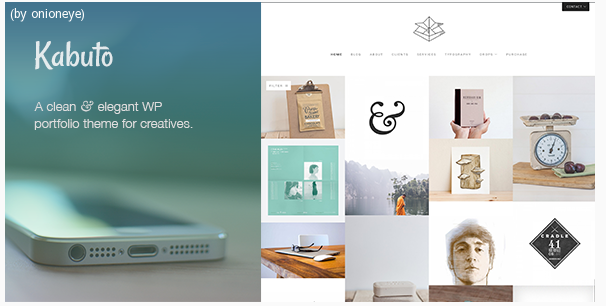 (by onioneye)
Kabuto
A clean & elegant WP
portfolio theme for creatives.
CONTACT
HOME BLOG ABOUT CLIENTS SERVICES TYPOGRAPHY DROPS PURCHASE
FILTER
&
CRADLE
41